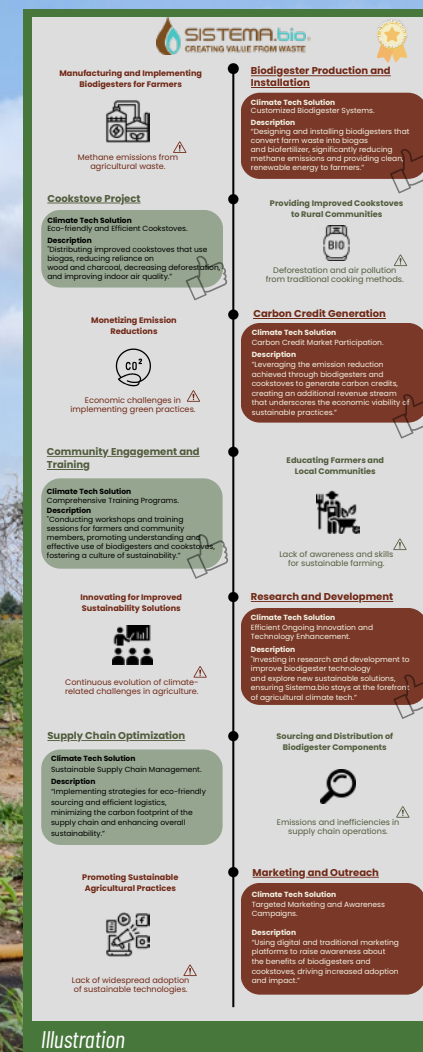 SISTEMA.bio
CREATING VALUE FROM WASTE
Manufacturing and Implementing
Biodigesters for Farmers
Methane emissions from
agricultural waste.
Biodigester Production and
Installation
Climate Tech Solution
Customized Biodigester Systems.
Description
"Designing and installing biodigesters that
convert farm waste into biogas
and biofertilizer, significantly reducing
methane emissions and providing clean,
renewable energy to farmers."
Cookstove Project
Climate Tech Solution
Eco-friendly and Efficient Cookstoves.
Description
"Distributing improved cookstoves that use
biogas, reducing reliance on
wood and charcoal, decreasing deforestation,
and improving indoor air quality."
Providing Improved Cookstoves
to Rural Communities
BIO
Deforestation and air pollution
from traditional cooking methods.
Monetizing Emission
Reductions
CO²
Economic challenges in
implementing green practices.
Carbon Credit Generation
Climate Tech Solution
Carbon Credit Market Participation.
Description
"Leveraging the emission reduction
achieved through biodigesters and
cookstoves to generate carbon credits,
creating an additional revenue stream
that underscores the economic viability of
sustainable practices."
Community Engagement and
Training
Climate Tech Solution
Comprehensive Training Programs.
Description
"Conducting workshops and training
sessions for farmers and community
members, promoting understanding and
effective use of biodigesters and cookstoves,
fostering a culture of sustainability."
Educating Farmers and
Local Communities
Lack of awareness and skills
for sustainable farming.
Innovating for Improved
Sustainability Solutions
Continuous evolution of climate-
related challenges in agriculture.
Research and Development
Climate Tech Solution
Efficient Ongoing Innovation and
Technology Enhancement.
Description
"Investing in research and development to
improve biodigester technology
and explore new sustainable solutions,
ensuring Sistema.bio stays at the forefront
of agricultural climate tech."
Supply Chain Optimization
Climate Tech Solution
Sustainable Supply Chain Management.
Description
"Implementing strategies for eco-friendly
sourcing and efficient logistics,
minimizing the carbon footprint of the
supply chain and enhancing overall
sustainability."
Sourcing and Distribution of
Biodigester Components
Emissions and inefficiencies in
supply chain operations.
Promoting Sustainable
Agricultural Practices
Lack of widespread adoption
of sustainable technologies.
Marketing and Outreach
Climate Tech Solution
Targeted Marketing and Awareness
Campaigns.
Description
"Using digital and traditional marketing
platforms to raise awareness about
the benefits of biodigesters and
cookstoves, driving increased adoption
and impact."
Illustration